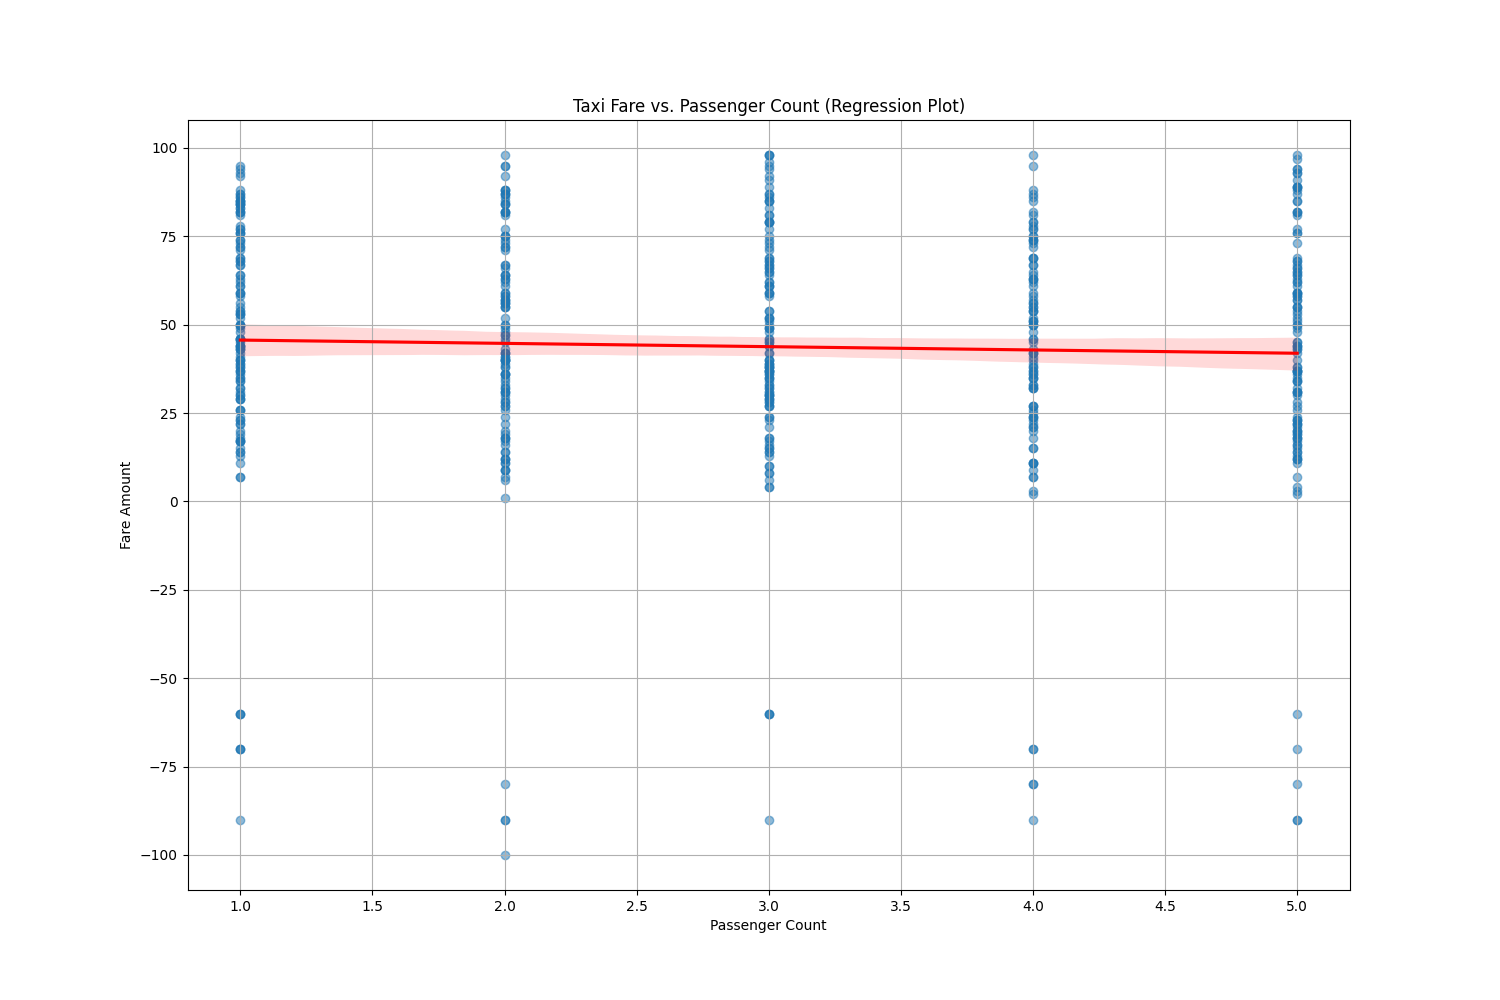 Taxi Fare vs. Passenger Count (Regression Plot)
100
75
50
25
0
−25
−50
−75
−100
Fare Amount
1.0 1.5 2.0 2.5 3.0 3.5 4.0 4.5 5.0
Passenger Count